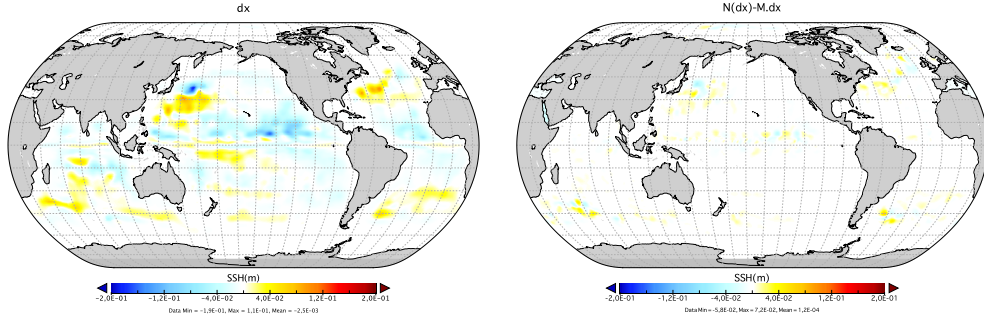 dx
SSH(m)
-2,0E-01 -1,2E-01 -4,0E-02 4,0E-02 1,2E-01 2,0E-01
Data Min = -1,9E-01, Max = 1,1E-01, Mean = -2,5E-03
N(dx)-M.dx
SSH(m)
-2,0E-01 -1,2E-01 -4,0E-02 4,0E-02 1,2E-01 2,0E-01
Data Min = -5,8E-02, Max = 7,2E-02, Mean = 1,2E-04